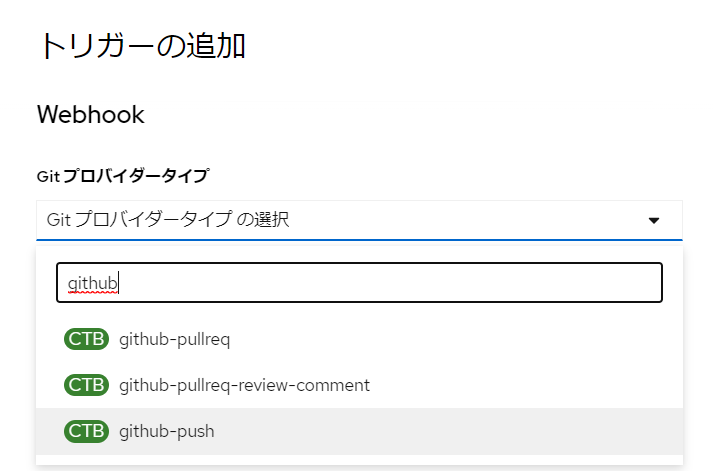 トリガーの追加
Webhook
Git プロバイダータイプ
Git プロバイダータイプ の選択
github
CTB github-pullreq
CTB github-pullreq-review-comment
CTB github-push